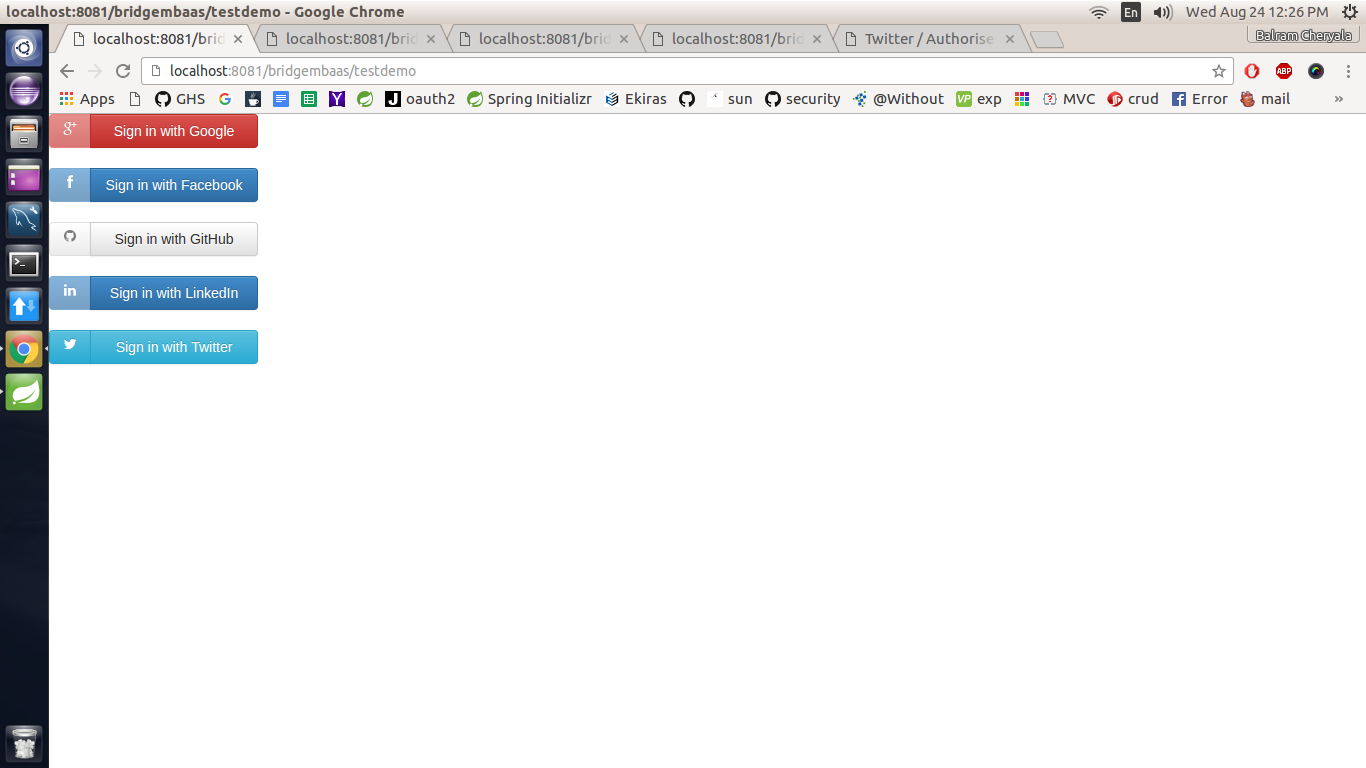 localhost:8081/bridgembaas/testdemo - Google Chrome
En
Wed Aug 24 12:26 PM
localhost:8081/brid
localhost:8081/brid
localhost:8081/brid
localhost:8081/brid
Twitter / Authorise
Balram Cheryala
localhost:8081/bridgembaas/testdemo
ABP
Apps GHS oauth2 Spring Initializr Ekiras sun security @Without VP exp MVC crud Error mail »
g+ Sign in with Google
f Sign in with Facebook
Sign in with GitHub
in Sign in with LinkedIn
Sign in with Twitter